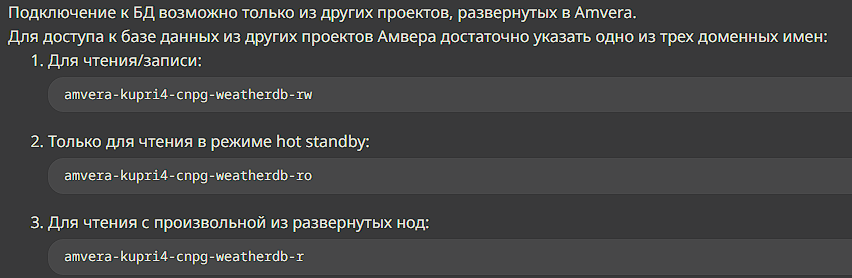 Подключение к БД возможно только из других проектов, развернутых в Amvera.
Для доступа к базе данных из других проектов Амвера достаточно указать одно из трех доменных имен:
1. Для чтения/записи:
amvera-kupri4-cnpg-weatherdb-rw
2. Только для чтения в режиме hot standby:
amvera-kupri4-cnpg-weatherdb-ro
3. Для чтения с произвольной из развернутых нод:
amvera-kupri4-cnpg-weatherdb-r